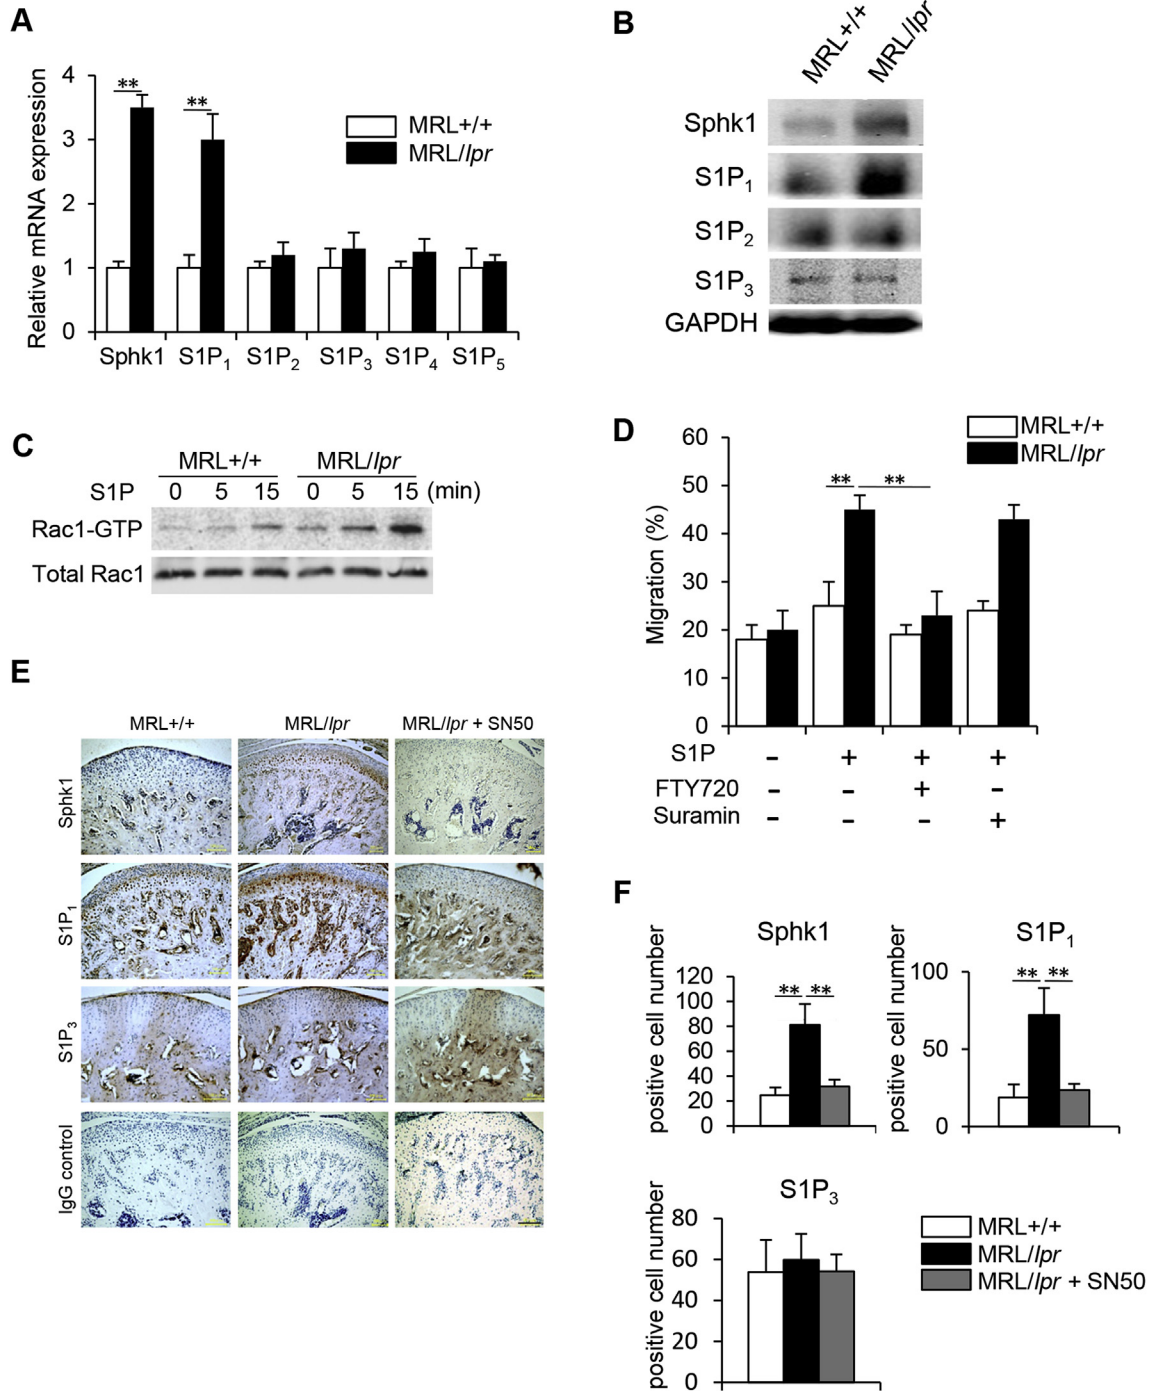 A
Relative mRNA expression
4
3
2
1
0
**
**
MRL+/+
MRL/lpr
Sphk1 S1P1 S1P2 S1P3 S1P4 S1P5
B
MRL+/+ MRL/lpr
Sphk1
S1P1
S1P2
S1P3
GAPDH
C
MRL+/+ MRL/lpr
S1P 0 5 15 0 5 15 (min)
Rac1-GTP
Total Rac1
D
MRL+/+
MRL/lpr
Migration (%)
60
50
40
30
20
10
0
** **
S1P - + + +
FTY720 - - + -
Suramin - - - +
E
MRL+/+ MRL/lpr MRL/lpr + SN50
Sphk1
S1P1
S1P3
IgG control
F
Sphk1
positive cell number
120
100
80
60
40
20
0
** **
S1P1
positive cell number
100
50
0
** **
S1P3
positive cell number
80
60
40
20
0
MRL+/+
MRL/lpr
MRL/lpr + SN50